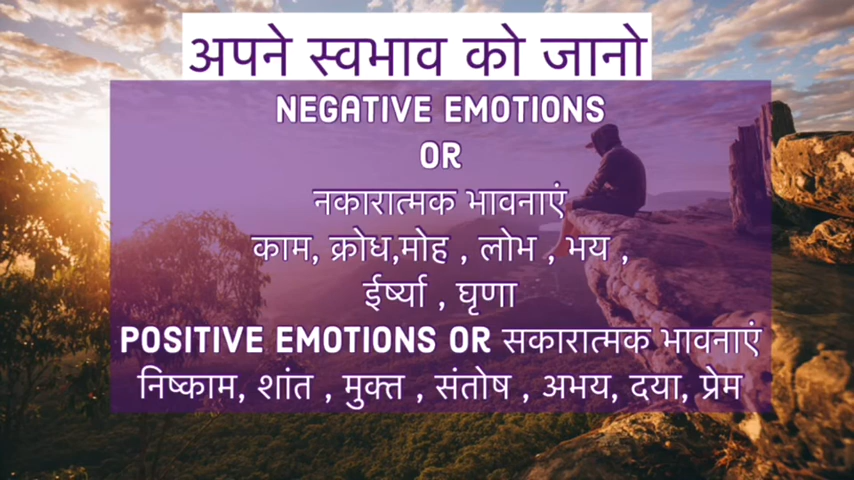 अपने स्वभाव को जानो
NEGATIVE EMOTIONS
OR
नकारात्मक भावनाएं
काम, क्रोध,मोह , लोभ , भय ,
ईर्ष्या , घृणा
POSITIVE EMOTIONS OR सकारात्मक भावनाएं
निष्काम, शांत , मुक्त , संतोष , अभय, दया, प्रेम